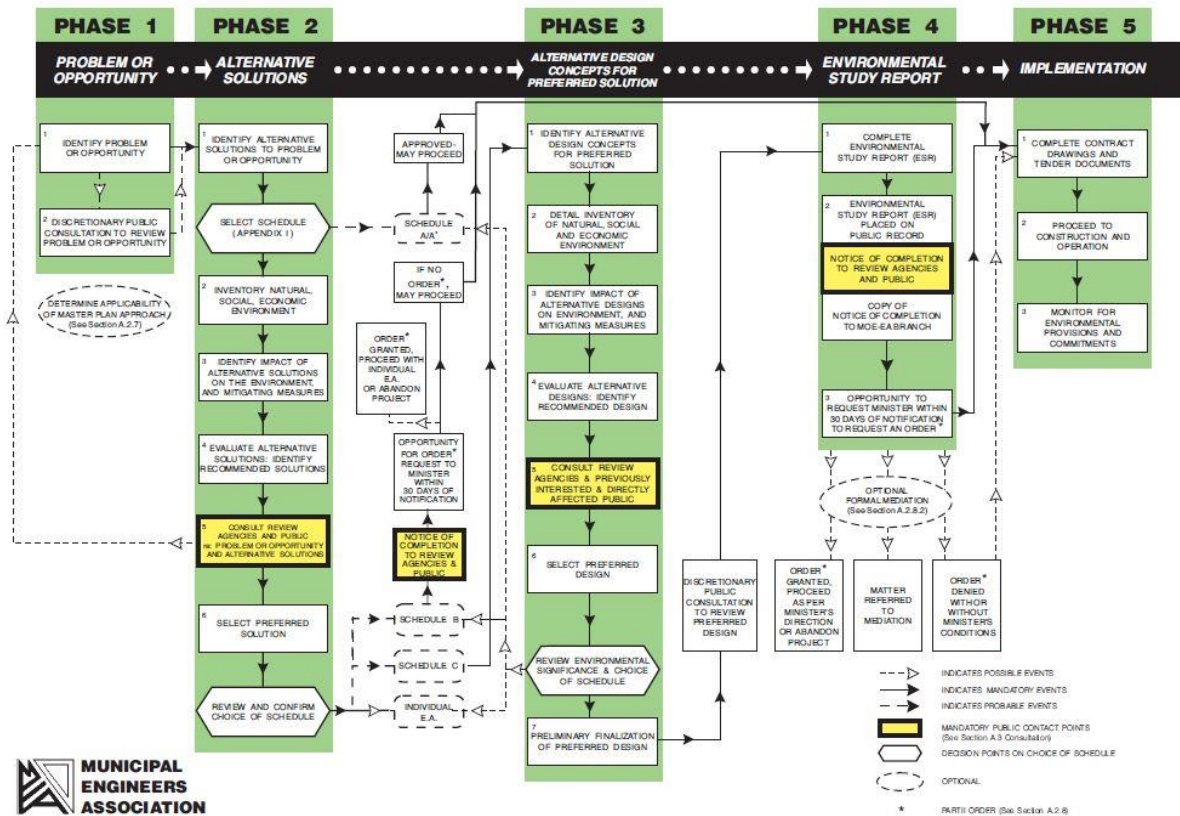 PHASE 1
PROBLEM OR
OPPORTUNITY
1
IDENTIFY PROBLEM
OR OPPORTUNITY
2
DISCRETIONARY PUBLIC
CONSULTATION TO REVIEW
PROBLEM OR OPPORTUNITY
DETERMINE APPLICABILITY
OF MASTER PLAN APPROACH
(See Section A.2.7)
PHASE 2
ALTERNATIVE
SOLUTIONS
1
IDENTIFY ALTERNATIVE
SOLUTIONS TO PROBLEM
OR OPPORTUNITY
SELECT SCHEDULE
(APPENDIX I)
2
INVENTORY NATURAL,
SOCIAL, ECONOMIC
ENVIRONMENT
3
IDENTIFY IMPACT OF
ALTERNATIVE SOLUTIONS
ON THE ENVIRONMENT,
AND MITIGATING MEASURES
4
EVALUATE ALTERNATIVE
SOLUTIONS: IDENTIFY
RECOMMENDED SOLUTIONS
5
CONSULT REVIEW
AGENCIES AND PUBLIC
re: PROBLEM OR OPPORTUNITY
AND ALTERNATIVE SOLUTIONS
6
SELECT PREFERRED
SOLUTION
REVIEW AND CONFIRM
CHOICE OF SCHEDULE
APPROVED-
MAY PROCEED
SCHEDULE
A/A+
IF NO
ORDER*,
MAY PROCEED
ORDER*
GRANTED,
PROCEED WITH
INDIVIDUAL
E.A.
OR ABANDON
PROJECT
OPPORTUNITY
FOR ORDER*
REQUEST TO
MINISTER
WITHIN
30 DAYS OF
NOTIFICATION
NOTICE OF
COMPLETION
TO REVIEW
AGENCIES &
PUBLIC
SCHEDULE B
SCHEDULE C
INDIVIDUAL
E.A.
PHASE 3
ALTERNATIVE DESIGN
CONCEPTS FOR
PREFERRED SOLUTION
1
IDENTIFY ALTERNATIVE
DESIGN CONCEPTS
FOR PREFERRED
SOLUTION
2
DETAIL INVENTORY
OF NATURAL, SOCIAL
AND ECONOMIC
ENVIRONMENT
3
IDENTIFY IMPACT OF
ALTERNATIVE DESIGNS
ON ENVIRONMENT, AND
MITIGATING MEASURES
4
EVALUATE ALTERNATIVE
DESIGNS: IDENTIFY
RECOMMENDED DESIGN
5
CONSULT REVIEW
AGENCIES & PREVIOUSLY
INTERESTED & DIRECTLY
AFFECTED PUBLIC
6
SELECT PREFERRED
DESIGN
REVIEW ENVIRONMENTAL
SIGNIFICANCE & CHOICE
OF SCHEDULE
7
PRELIMINARY FINALIZATION
OF PREFERRED DESIGN
DISCRETIONARY
PUBLIC
CONSULTATION
TO REVIEW
PREFERRED
DESIGN
PHASE 4
ENVIRONMENTAL
STUDY REPORT
1
COMPLETE
ENVIRONMENTAL
STUDY REPORT (ESR)
2
ENVIRONMENTAL
STUDY REPORT (ESR)
PLACED ON
PUBLIC RECORD
NOTICE OF COMPLETION
TO REVIEW AGENCIES
AND PUBLIC
COPY OF
NOTICE OF COMPLETION
TO MOE-EA BRANCH
3
OPPORTUNITY TO
REQUEST MINISTER WITHIN
30 DAYS OF NOTIFICATION
TO REQUEST AN ORDER*
OPTIONAL
FORMAL MEDIATION
(See Section A.2.8.2)
ORDER*
GRANTED,
PROCEED
AS PER
MINISTER'S
DIRECTION
OR ABANDON
PROJECT
MATTER
REFERRED
TO
MEDIATION
ORDER*
DENIED
WITH OR
WITHOUT
MINISTER'S
CONDITIONS
PHASE 5
IMPLEMENTATION
1
COMPLETE CONTRACT
DRAWINGS AND
TENDER DOCUMENTS
2
PROCEED TO
CONSTRUCTION AND
OPERATION
3
MONITOR FOR
ENVIRONMENTAL
PROVISIONS AND
COMMITMENTS
INDICATES POSSIBLE EVENTS
INDICATES MANDATORY EVENTS
INDICATES PROBABLE EVENTS
MANDATORY PUBLIC CONTACT POINTS
(See Section A.3 Consultation)
DECISION POINTS ON CHOICE OF SCHEDULE
OPTIONAL
* PART II ORDER (See Section A.2.8)
MUNICIPAL
ENGINEERS
ASSOCIATION